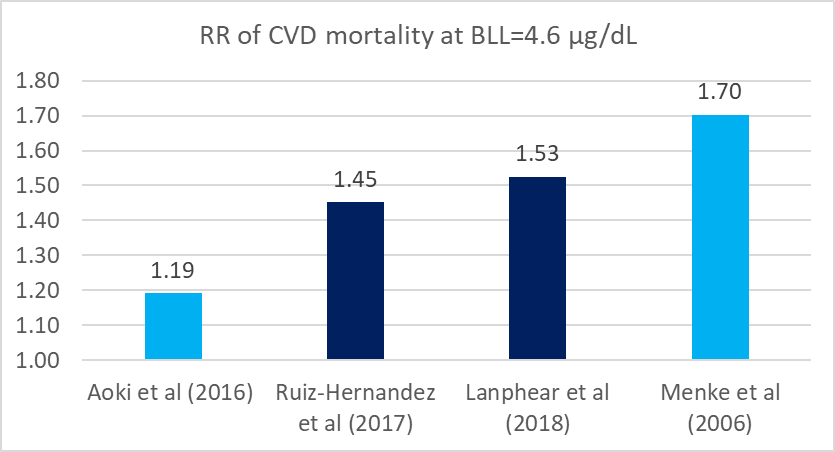 RR of CVD mortality at BLL=4.6 µg/dL
1.80
1.70
1.60
1.50
1.40
1.30
1.20
1.10
1.00
1.19
1.45
1.53
1.70
Aoki et al (2016)
Ruiz-Hernandez
et al (2017)
Lanphear et al
(2018)
Menke et al
(2006)